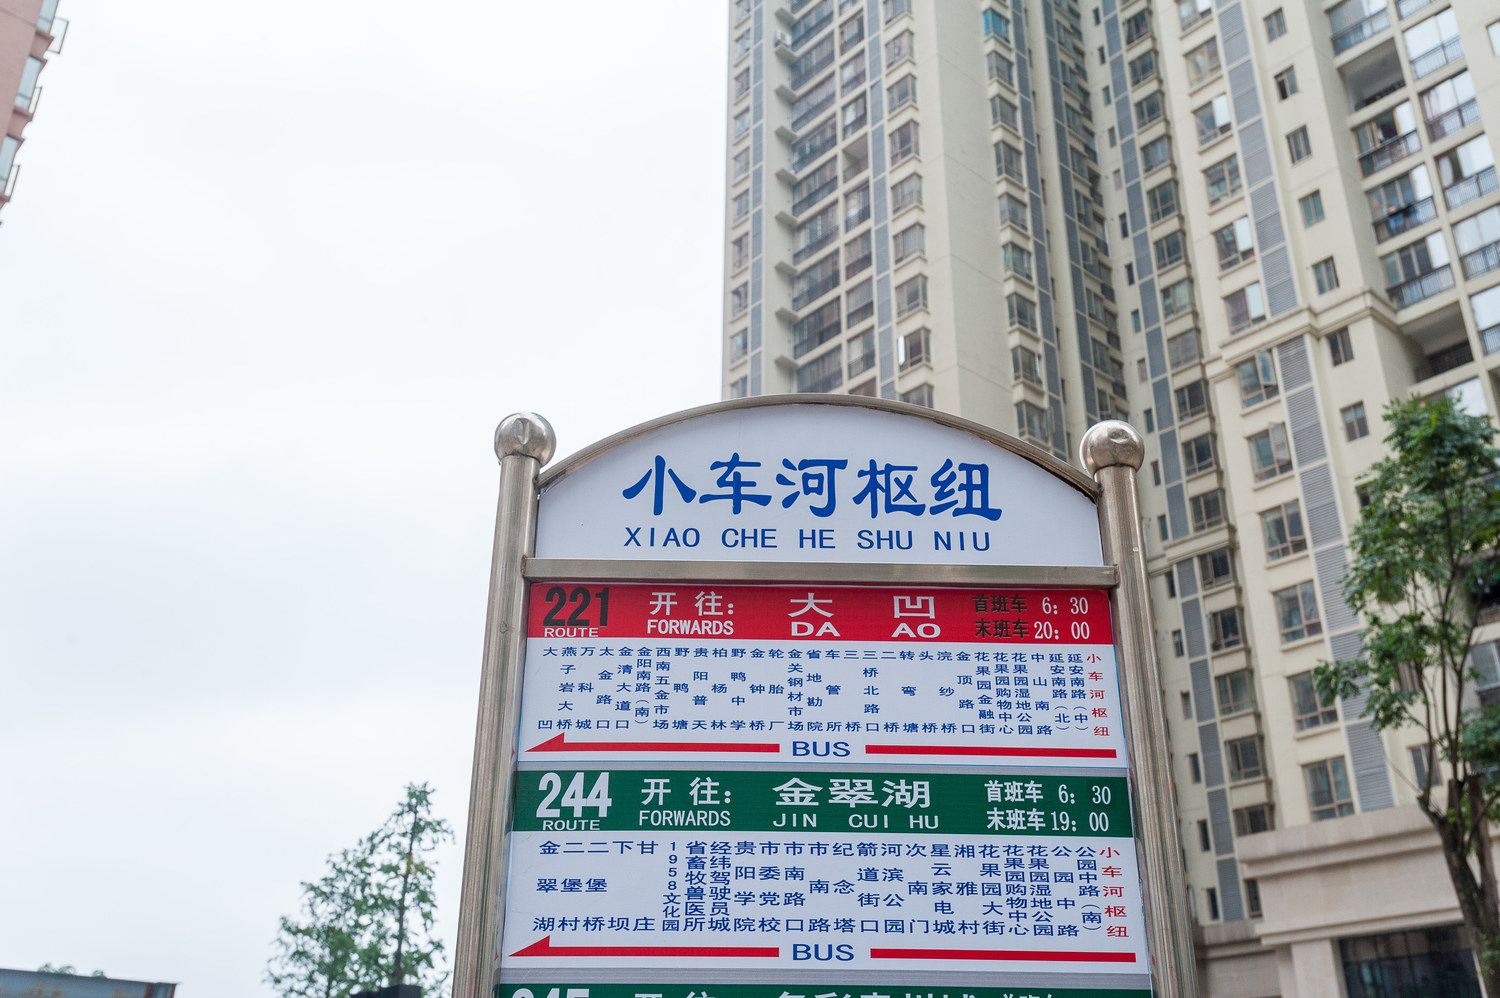 小车河枢纽
XIAO CHE HE SHU NIU
221 开往： 大凹 首班车 6：30
ROUTE FORWARDS DA AO 末班车 20：00
大凹 燕子岩大桥 万科城 太金路口 金清大道口 金阳南路（南） 西南五金市场 野鸭塘 贵阳普天 柏杨林 野鸭中学 金钟桥 轮胎厂 金关钢材市场 省地勘院 车管所 三桥 三桥北路口 二桥 转弯塘 头桥 浣纱桥 金顶路口 花果园金融街 花果园购物中心 花果园湿地公园 中山南路 延安南路（北） 延安南路（中） 小车河枢纽
BUS
244 开往： 金翠湖 首班车 6：30
ROUTE FORWARDS JIN CUI HU 末班车 19：00
金翠湖 二堡村 二堡桥 下坝 甘庄 1958文化园 省畜牧兽医所 经纬驾驶员城 贵阳学院 市委党校 市南路口 市南路 纪念塔 箭道街口 河滨公园 次南门 星云家电城 湘雅村 花果园大街 花果园购物中心 花果园湿地公园 公园中路 公园中路（南） 小车河枢纽
BUS